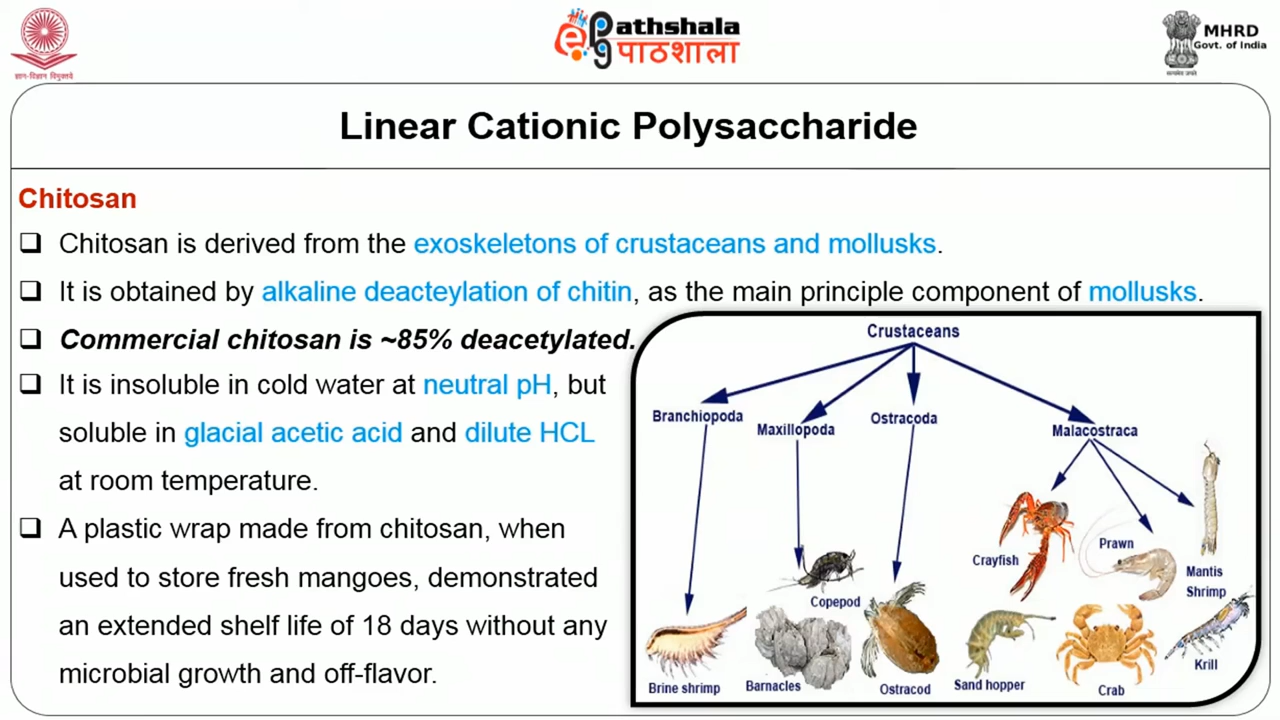 ज्ञान-विज्ञान विमुक्तये
ePathshala
पाठशाला
MHRD
Govt. of India
सत्यमेव जयते
Linear Cationic Polysaccharide
Chitosan
❑ Chitosan is derived from the exoskeletons of crustaceans and mollusks.
❑ It is obtained by alkaline deacteylation of chitin, as the main principle component of mollusks.
❑ Commercial chitosan is ~85% deacetylated.
❑ It is insoluble in cold water at neutral pH, but
soluble in glacial acetic acid and dilute HCL
at room temperature.
❑ A plastic wrap made from chitosan, when
used to store fresh mangoes, demonstrated
an extended shelf life of 18 days without any
microbial growth and off-flavor.
Crustaceans
Branchiopoda
Maxillopoda
Ostracoda
Malacostraca
Crayfish
Prawn
Mantis
Shrimp
Copepod
Brine shrimp
Barnacles
Ostracod
Sand hopper
Crab
Krill